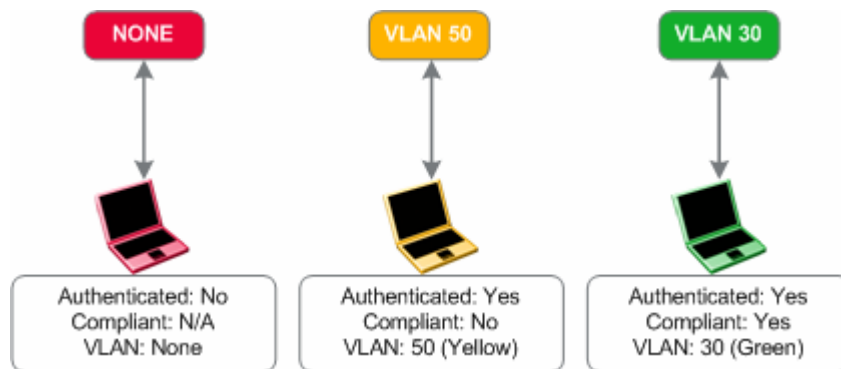 NONE
VLAN 50
VLAN 30
Authenticated: No
Compliant: N/A
VLAN: None
Authenticated: Yes
Compliant: No
VLAN: 50 (Yellow)
Authenticated: Yes
Compliant: Yes
VLAN: 30 (Green)